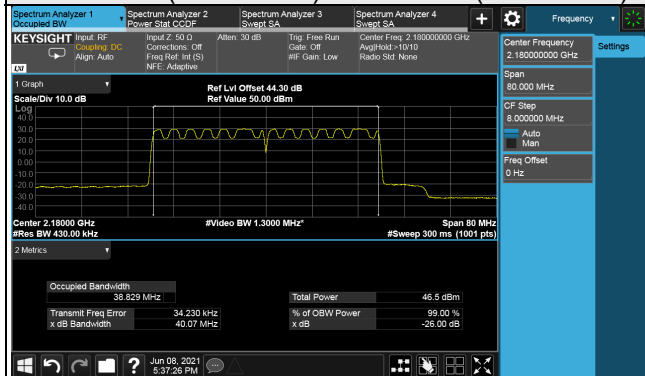 Spectrum Analyzer 1
Occupied BW
Spectrum Analyzer 2
Power Stat CCDF
Spectrum Analyzer 3
Swept SA
Spectrum Analyzer 4
Swept SA
+
Frequency
KEYSIGHT
Input: RF
Coupling: DC
Align: Auto
LXI
Input Z: 50 Ω
Corrections: Off
Freq Ref: Int (S)
NFE: Adaptive
Atten: 30 dB
Trig: Free Run
Gate: Off
#IF Gain: Low
Center Freq: 2.180000000 GHz
Avg|Hold:>10/10
Radio Std: None
Center Frequency
2.180000000 GHz
Settings
Span
80.000 MHz
CF Step
8.000000 MHz
Auto
Man
Freq Offset
0 Hz
1 Graph
Scale/Div 10.0 dB
Ref Lvl Offset 44.30 dB
Ref Value 50.00 dBm
Log
40.0
30.0
20.0
10.0
0.00
-10.0
-20.0
-30.0
-40.0
Center 2.18000 GHz
#Res BW 430.00 kHz
#Video BW 1.3000 MHz*
Span 80 MHz
#Sweep 300 ms (1001 pts)
2 Metrics
Occupied Bandwidth
38.829 MHz
Total Power 46.5 dBm
Transmit Freq Error 34.230 kHz
% of OBW Power 99.00 %
x dB Bandwidth 40.07 MHz
x dB -26.00 dB
?
Jun 08, 2021
5:37:26 PM